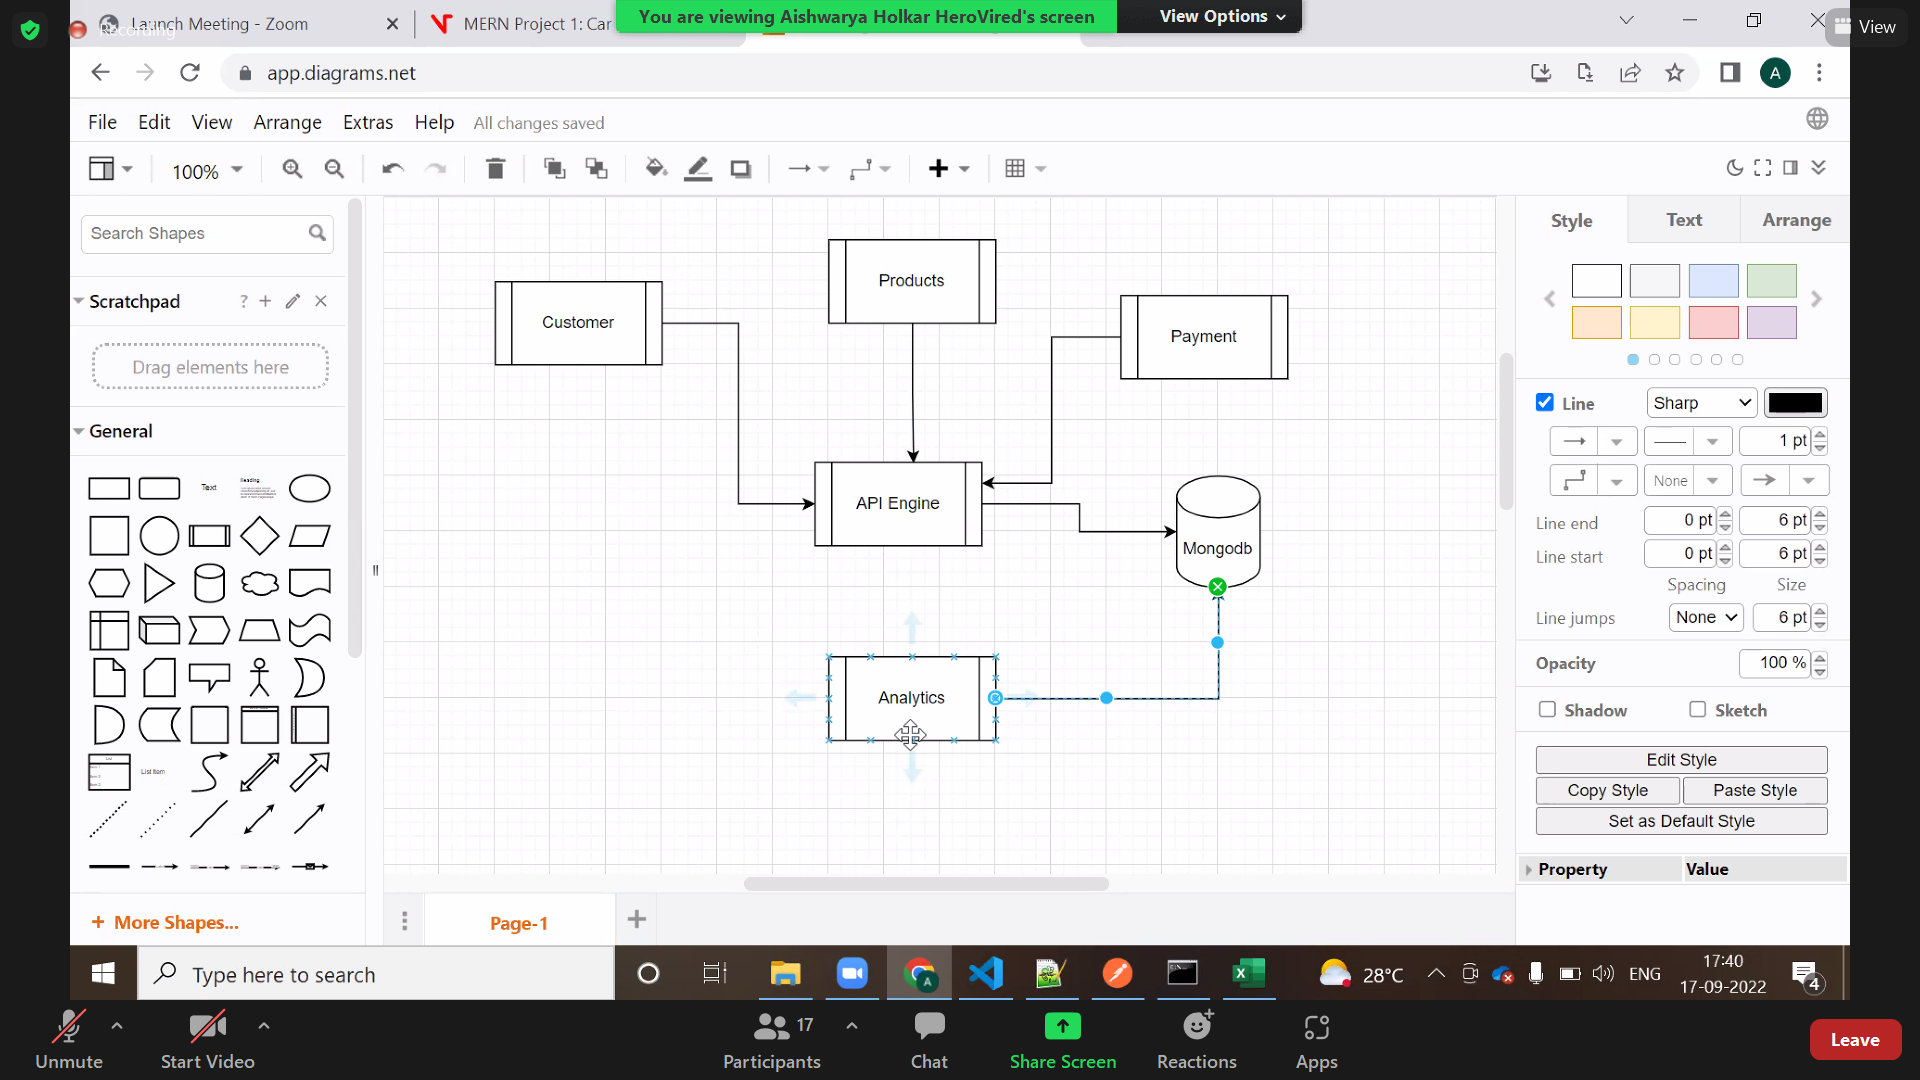 You are viewing Aishwarya Holkar HeroVired's screen
View Options
View
Recording
Launch Meeting - Zoom
MERN Project 1: Car
app.diagrams.net
A
File
Edit
View
Arrange
Extras
Help
All changes saved
100%
Search Shapes
Scratchpad
?
Drag elements here
General
Text
Heading
List Item
+ More Shapes...
Customer
Products
Payment
API Engine
Mongodb
Analytics
Page-1
Style
Text
Arrange
Line
Sharp
1 pt
None
Line end
0 pt
6 pt
Line start
0 pt
6 pt
Spacing
Size
Line jumps
None
6 pt
Opacity
100 %
Shadow
Sketch
Edit Style
Copy Style
Paste Style
Set as Default Style
Property
Value
Type here to search
A
28°C
ENG
17:40
17-09-2022
4
Unmute
Start Video
17
Participants
Chat
Share Screen
Reactions
Apps
Leave